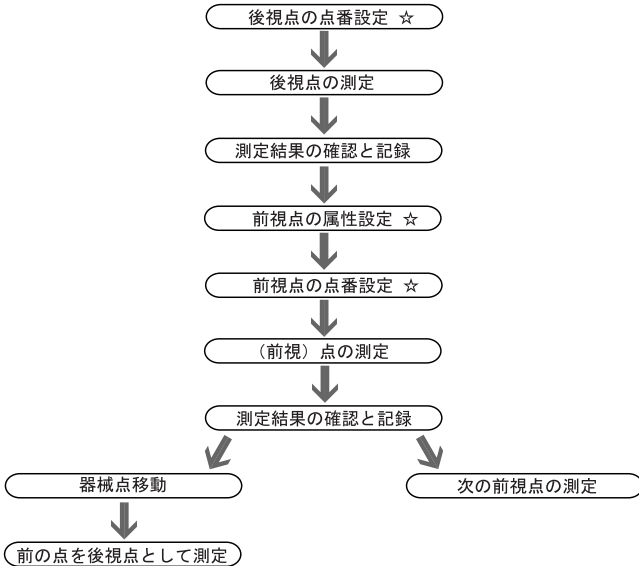 後視点の点番設定 ☆
後視点の測定
測定結果の確認と記録
前視点の属性設定 ☆
前視点の点番設定 ☆
（前視）点の測定
測定結果の確認と記録
器械点移動
次の前視点の測定
前の点を後視点として測定